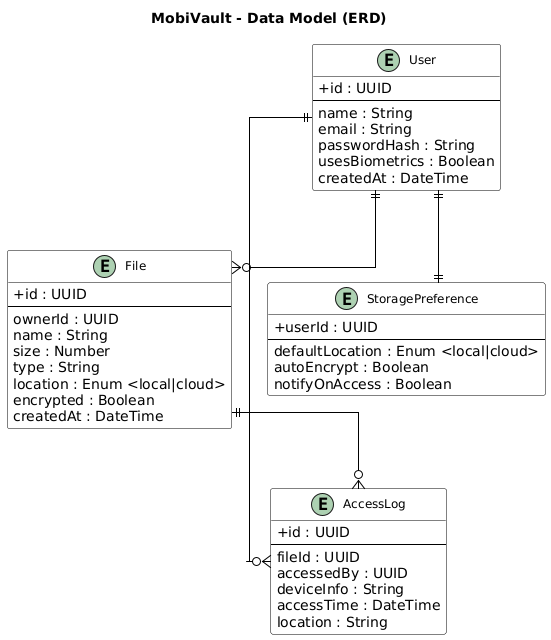 MobiVault - Data Model (ERD)
E User
+id : UUID
name : String
email : String
passwordHash : String
usesBiometrics : Boolean
createdAt : DateTime
E File
+id : UUID
ownerId : UUID
name : String
size : Number
type : String
location : Enum <local|cloud>
encrypted : Boolean
createdAt : DateTime
E StoragePreference
+userId : UUID
defaultLocation : Enum <local|cloud>
autoEncrypt : Boolean
notifyOnAccess : Boolean
E AccessLog
+id : UUID
fileId : UUID
accessedBy : UUID
deviceInfo : String
accessTime : DateTime
location : String